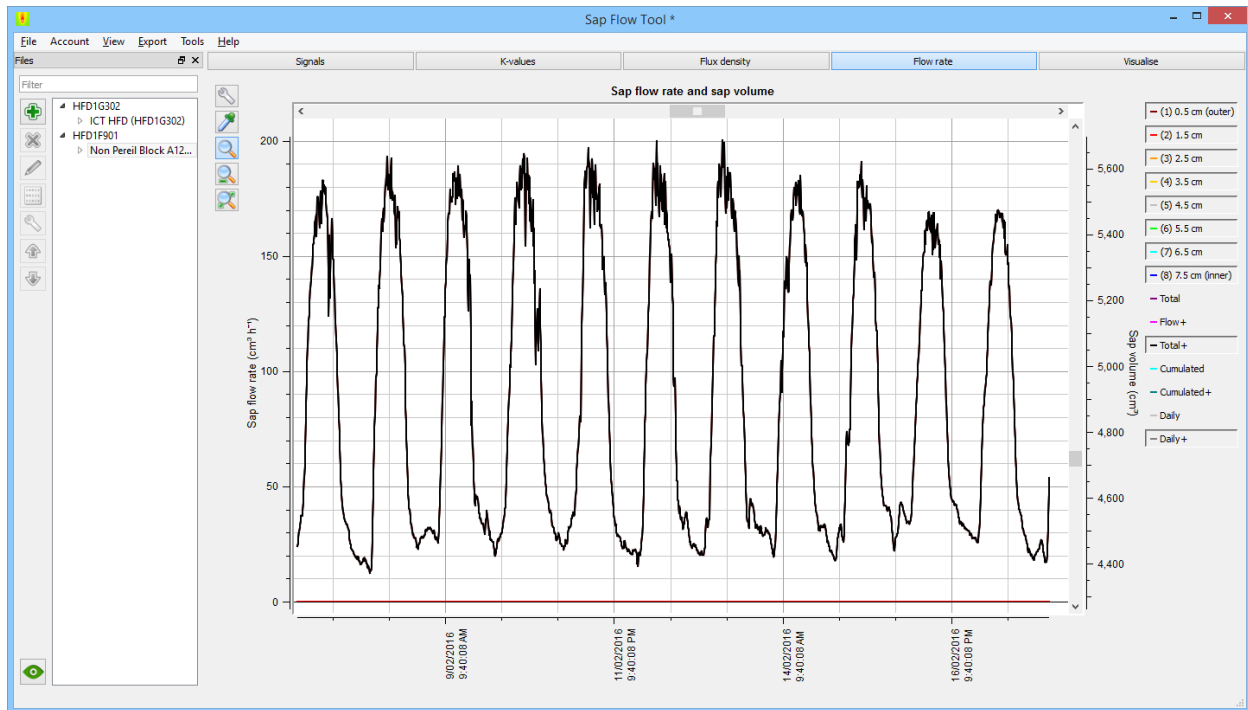 Sap Flow Tool *
File Account View Export Tools Help
Files
Signals
K-values
Flux density
Flow rate
Visualise
Filter
HFD1G302
ICT HFD (HFD1G302)
HFD1F901
Non Pereil Block A12...
Sap flow rate and sap volume
Sap flow rate (cm³ h⁻¹)
200
150
100
50
0
9/02/2016
9:40:08 AM
11/02/2016
9:40:08 PM
14/02/2016
9:40:08 AM
16/02/2016
9:40:08 PM
5,600
5,400
5,200
5,000
4,800
4,600
4,400
Sap volume (cm³)
(1) 0.5 cm (outer)
(2) 1.5 cm
(3) 2.5 cm
(4) 3.5 cm
(5) 4.5 cm
(6) 5.5 cm
(7) 6.5 cm
(8) 7.5 cm (inner)
Total
Flow+
Total+
Cumulated
Cumulated+
Daily
Daily+